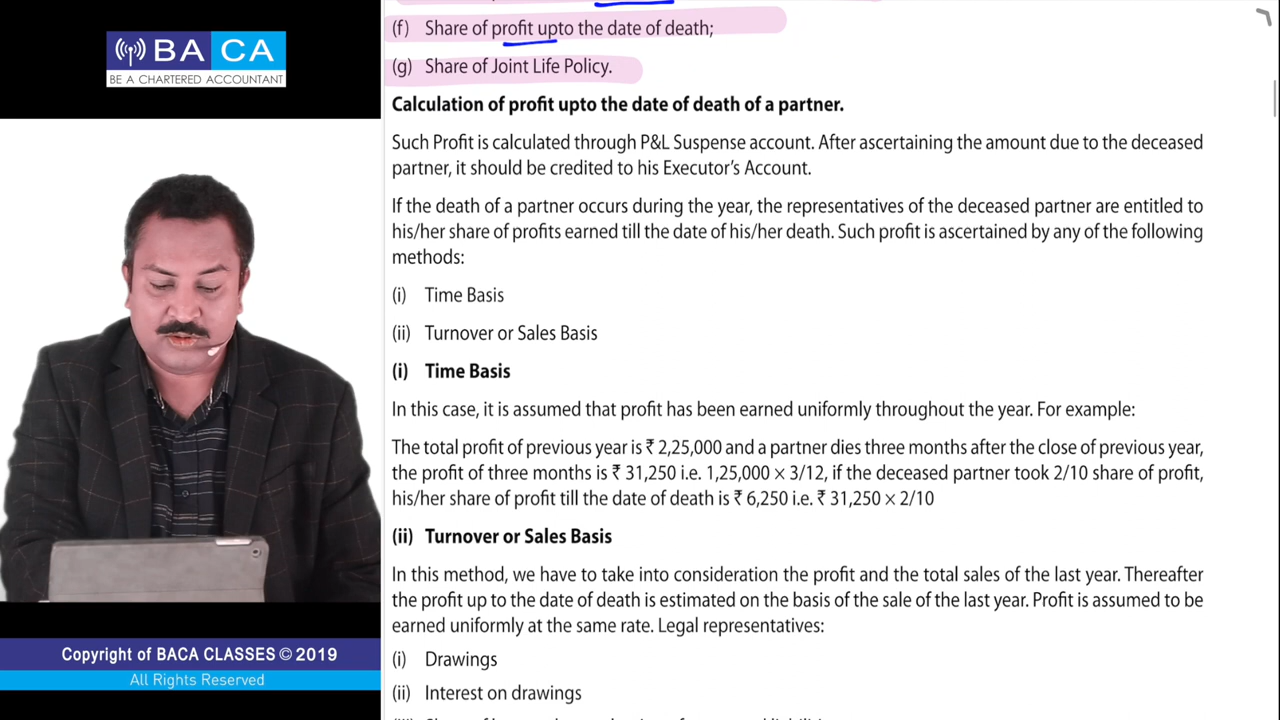 BA CA
BE A CHARTERED ACCOUNTANT
(f) Share of profit upto the date of death;
(g) Share of Joint Life Policy.
Calculation of profit upto the date of death of a partner.
Such Profit is calculated through P&L Suspense account. After ascertaining the amount due to the deceased
partner, it should be credited to his Executor's Account.
If the death of a partner occurs during the year, the representatives of the deceased partner are entitled to
his/her share of profits earned till the date of his/her death. Such profit is ascertained by any of the following
methods:
(i) Time Basis
(ii) Turnover or Sales Basis
(i) Time Basis
In this case, it is assumed that profit has been earned uniformly throughout the year. For example:
The total profit of previous year is ₹ 2,25,000 and a partner dies three months after the close of previous year,
the profit of three months is ₹ 31,250 i.e. 1,25,000 × 3/12, if the deceased partner took 2/10 share of profit,
his/her share of profit till the date of death is ₹ 6,250 i.e. ₹ 31,250 × 2/10
(ii) Turnover or Sales Basis
In this method, we have to take into consideration the profit and the total sales of the last year. Thereafter
the profit up to the date of death is estimated on the basis of the sale of the last year. Profit is assumed to be
earned uniformly at the same rate. Legal representatives:
(i) Drawings
(ii) Interest on drawings
Copyright of BACA CLASSES © 2019
All Rights Reserved